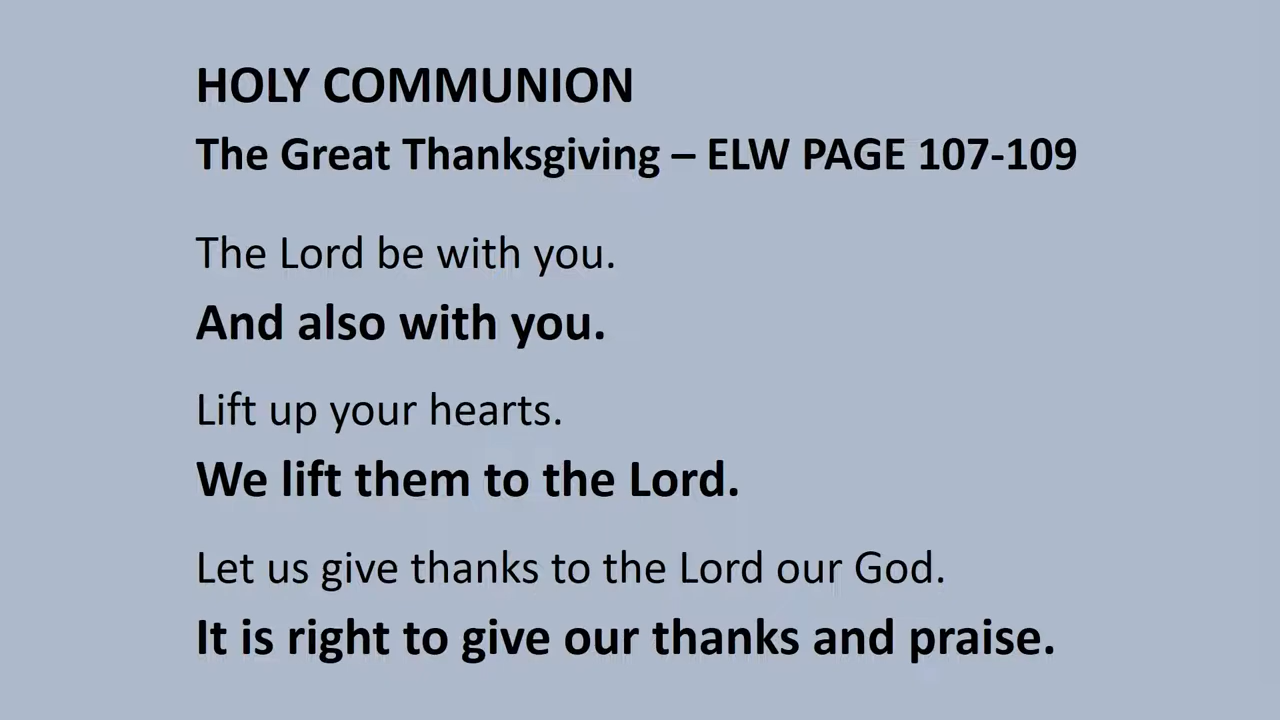 HOLY COMMUNION
The Great Thanksgiving – ELW PAGE 107-109
The Lord be with you.
And also with you.
Lift up your hearts.
We lift them to the Lord.
Let us give thanks to the Lord our God.
It is right to give our thanks and praise.